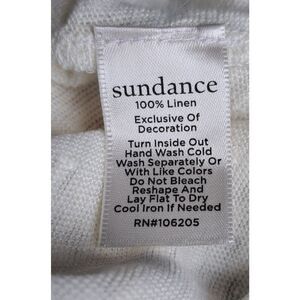 sundance
100% Linen
Exclusive Of
Decoration
Turn Inside Out
Hand Wash Cold
Wash Separately Or
With Like Colors
Do Not Bleach
Reshape And
Lay Flat To Dry
Cool Iron If Needed
RN#106205